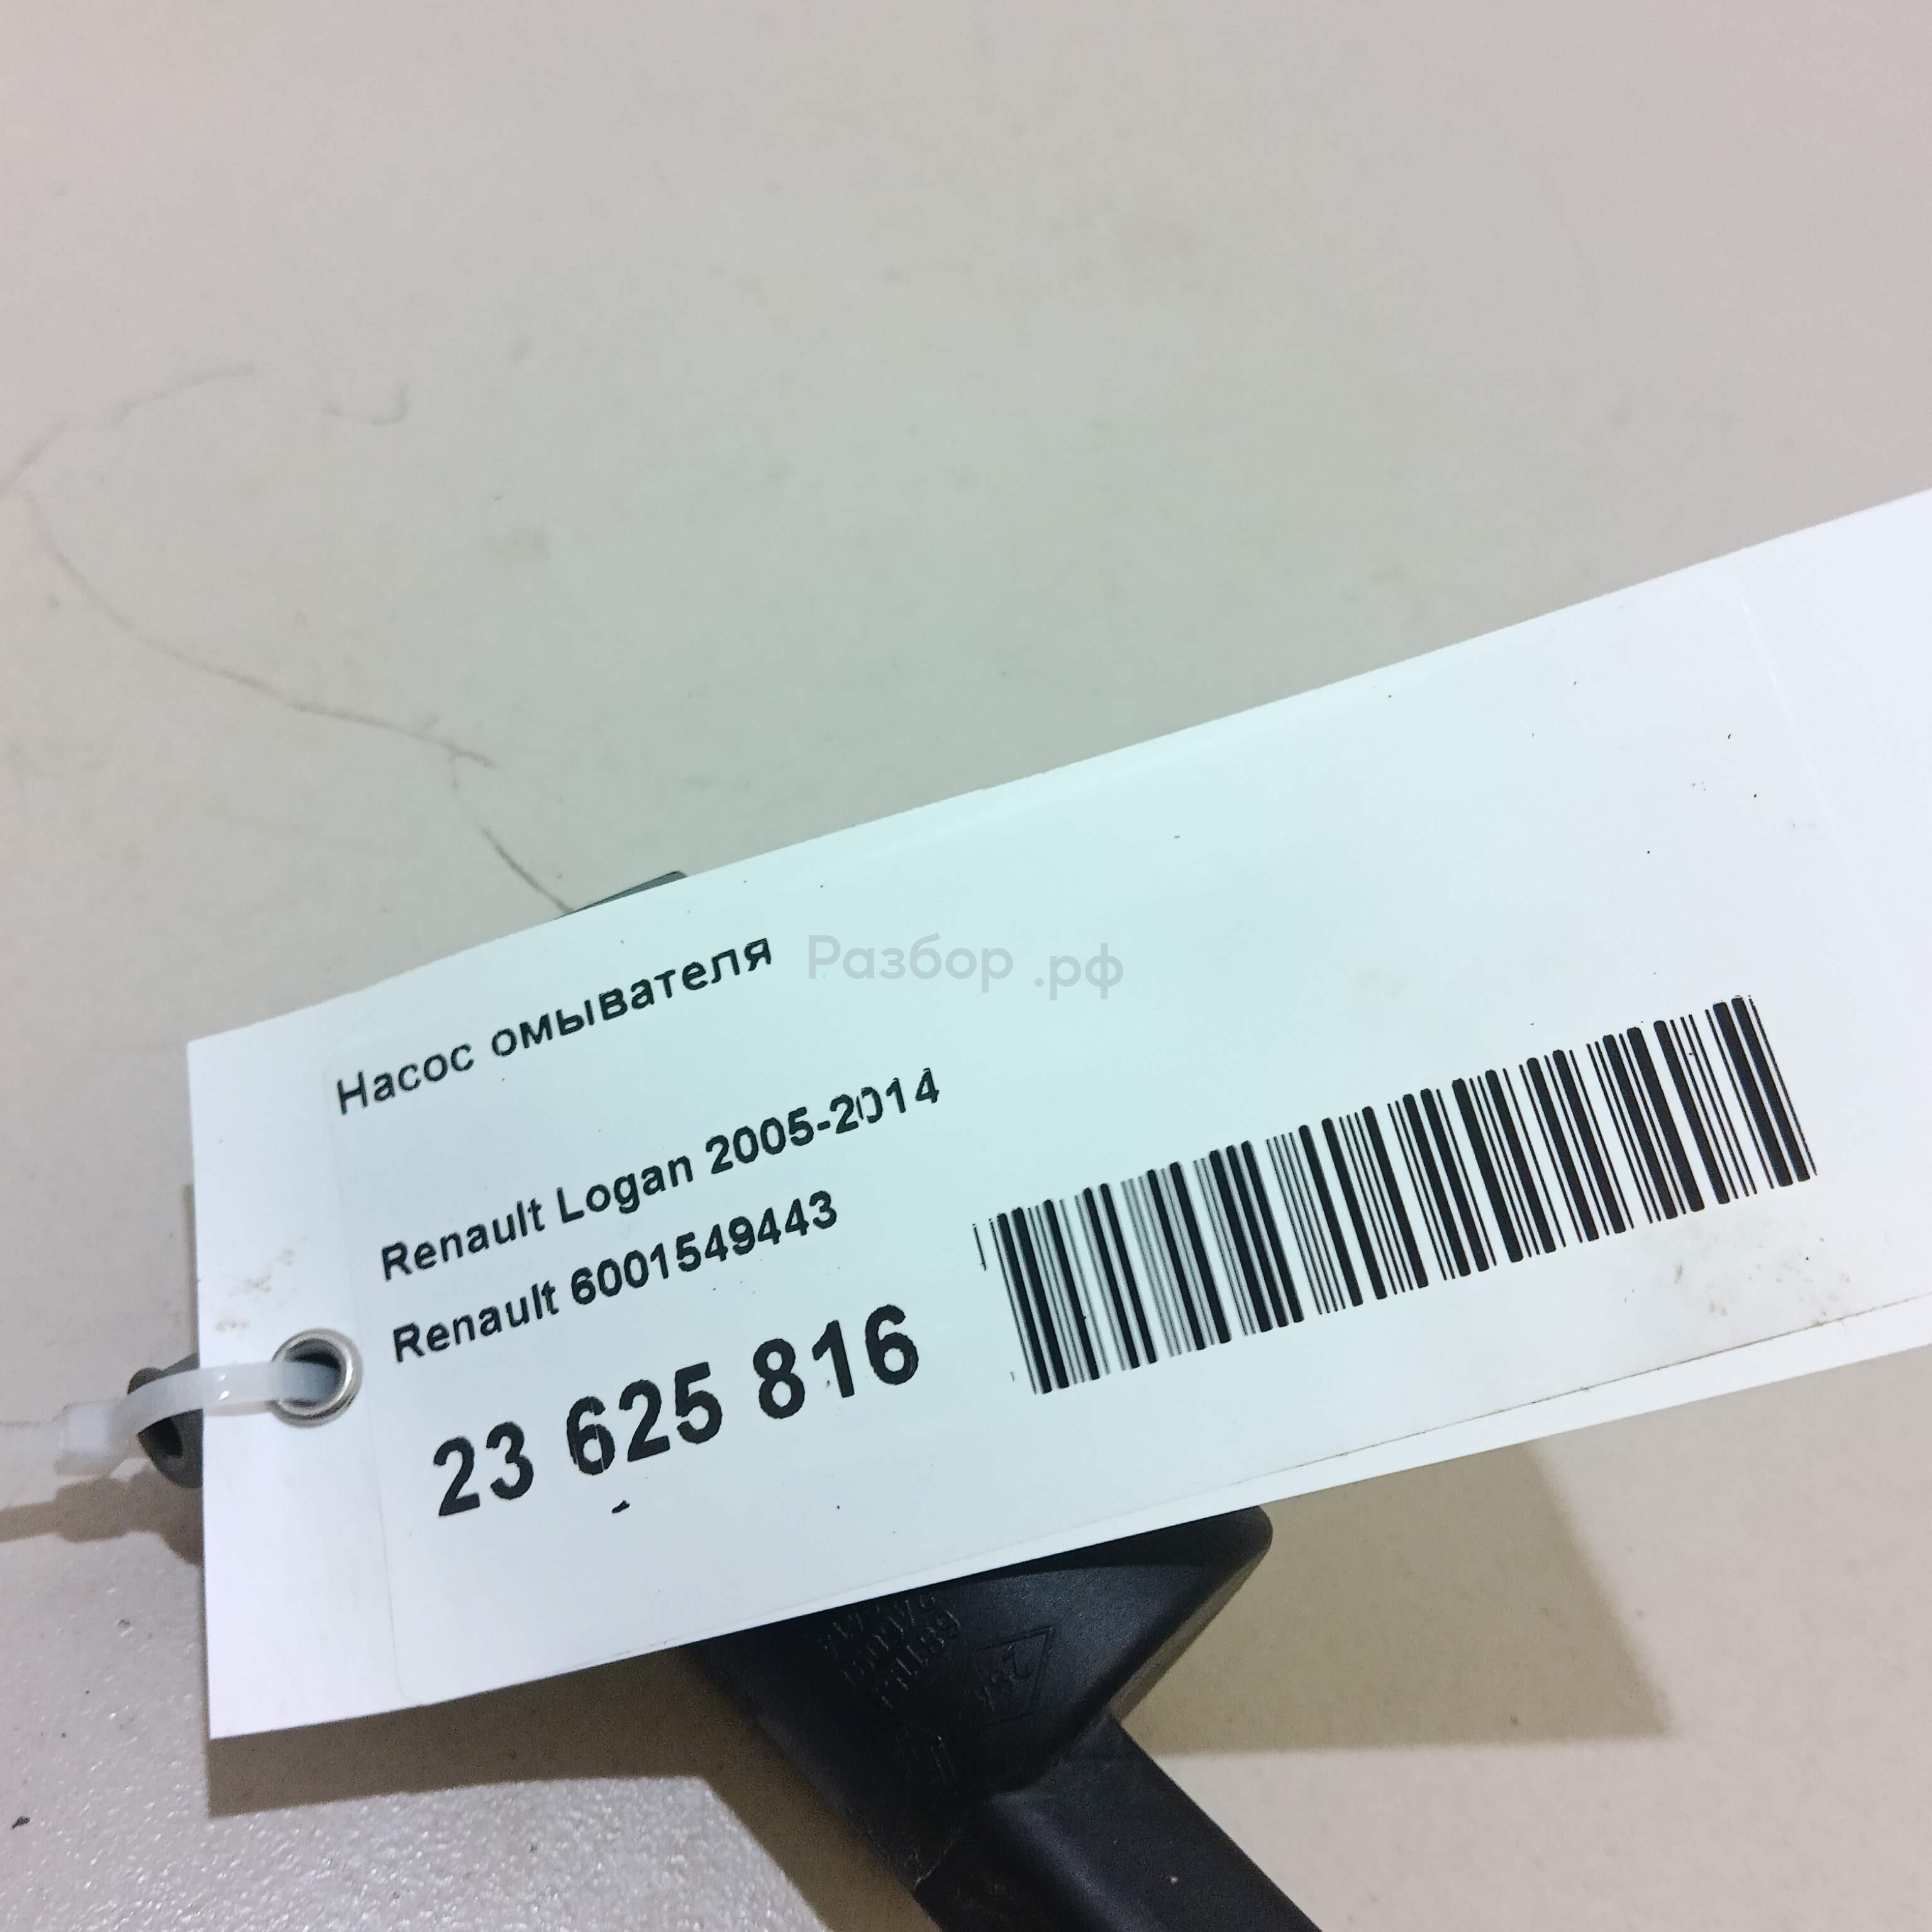 Насос омывателя
Разбор.рф
Renault Logan 2005-2014
Renault 6001549443
23 625 816